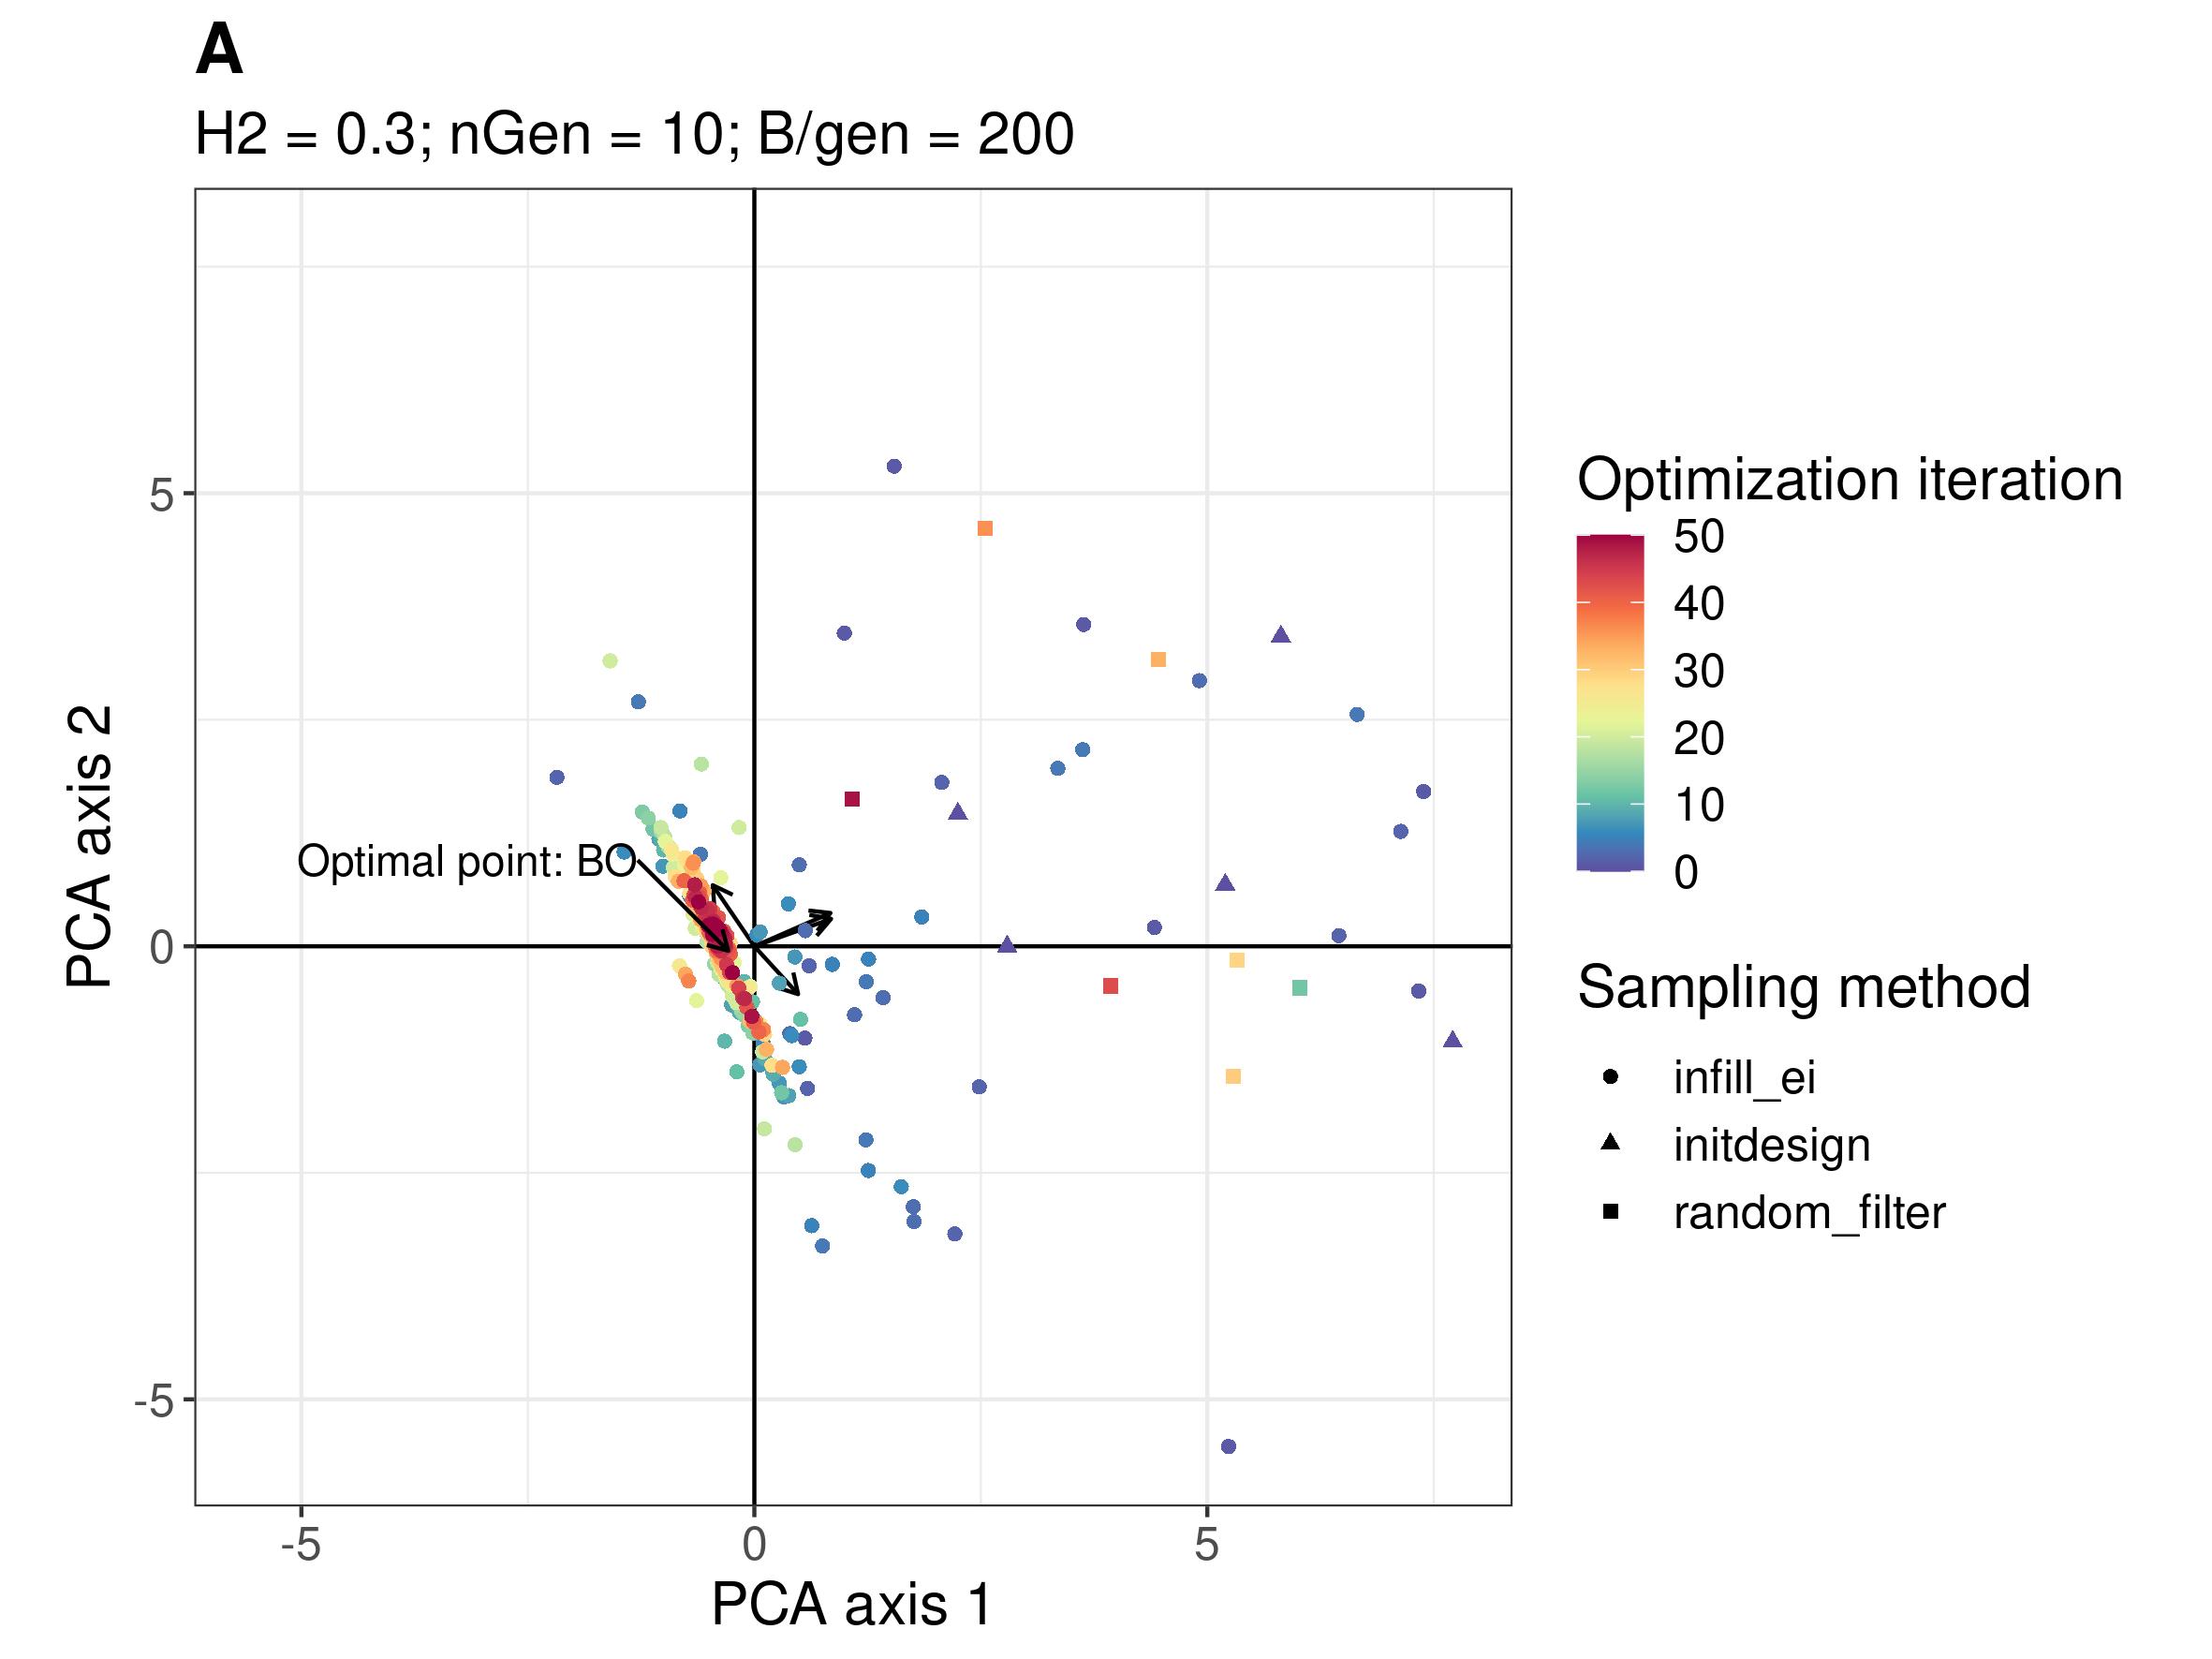 A
H2 = 0.3; nGen = 10; B/gen = 200
PCA axis 2
5
0
-5
Optimal point: BO
-5
0
5
PCA axis 1
Optimization iteration
50
40
30
20
10
0
Sampling method
infill_ei
initdesign
random_filter